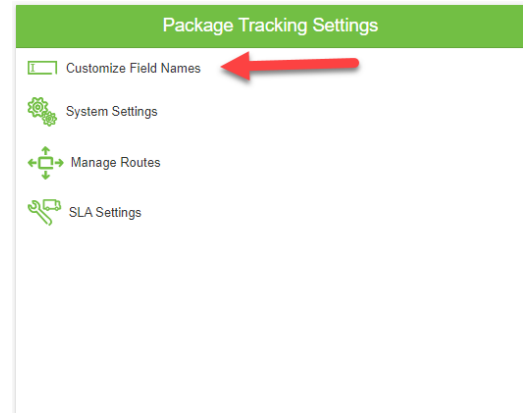 Package Tracking Settings
Customize Field Names
System Settings
Manage Routes
SLA Settings